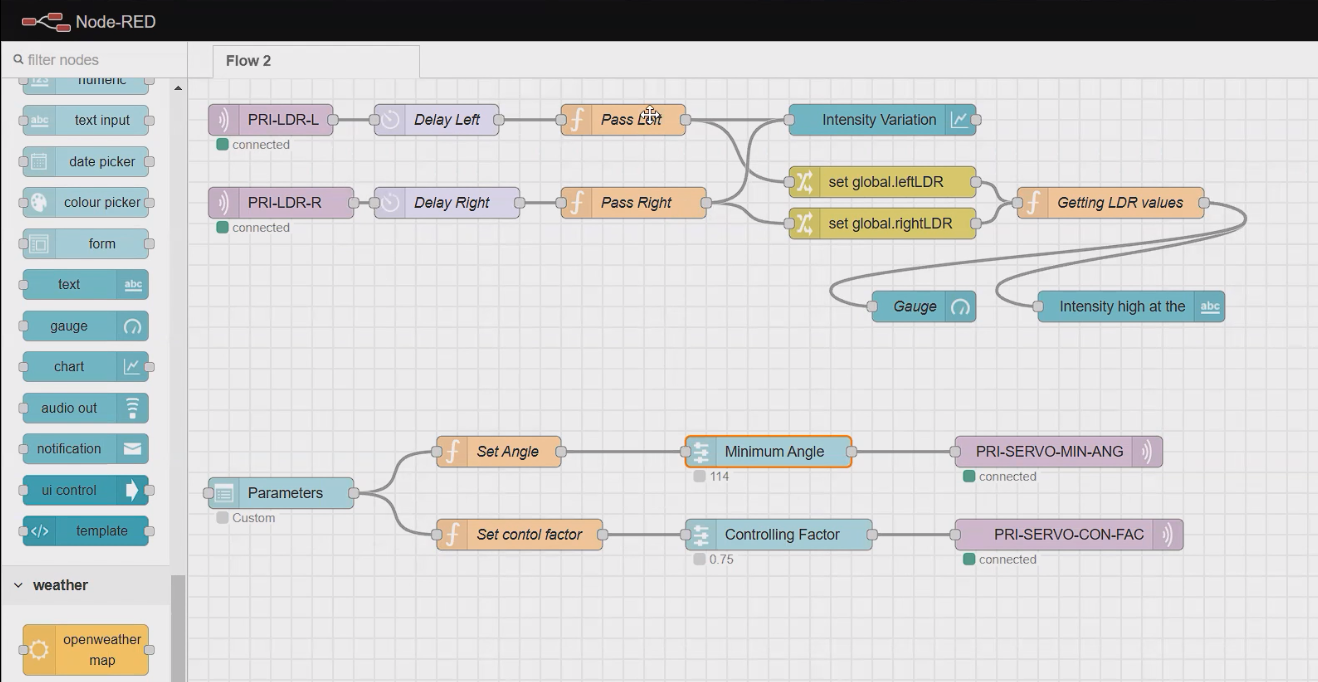 Node-RED
filter nodes
Flow 2
numeric
abc text input
date picker
colour picker
form
text abc
gauge
chart
audio out
notification
ui control
</> template
weather
openweather
map
PRI-LDR-L
connected
Delay Left
Pass Left
Intensity Variation
set global.leftLDR
PRI-LDR-R
connected
Delay Right
Pass Right
set global.rightLDR
Getting LDR values
Gauge
Intensity high at the abc
Set Angle
Minimum Angle
114
PRI-SERVO-MIN-ANG
connected
Parameters
Custom
Set contol factor
Controlling Factor
0.75
PRI-SERVO-CON-FAC
connected